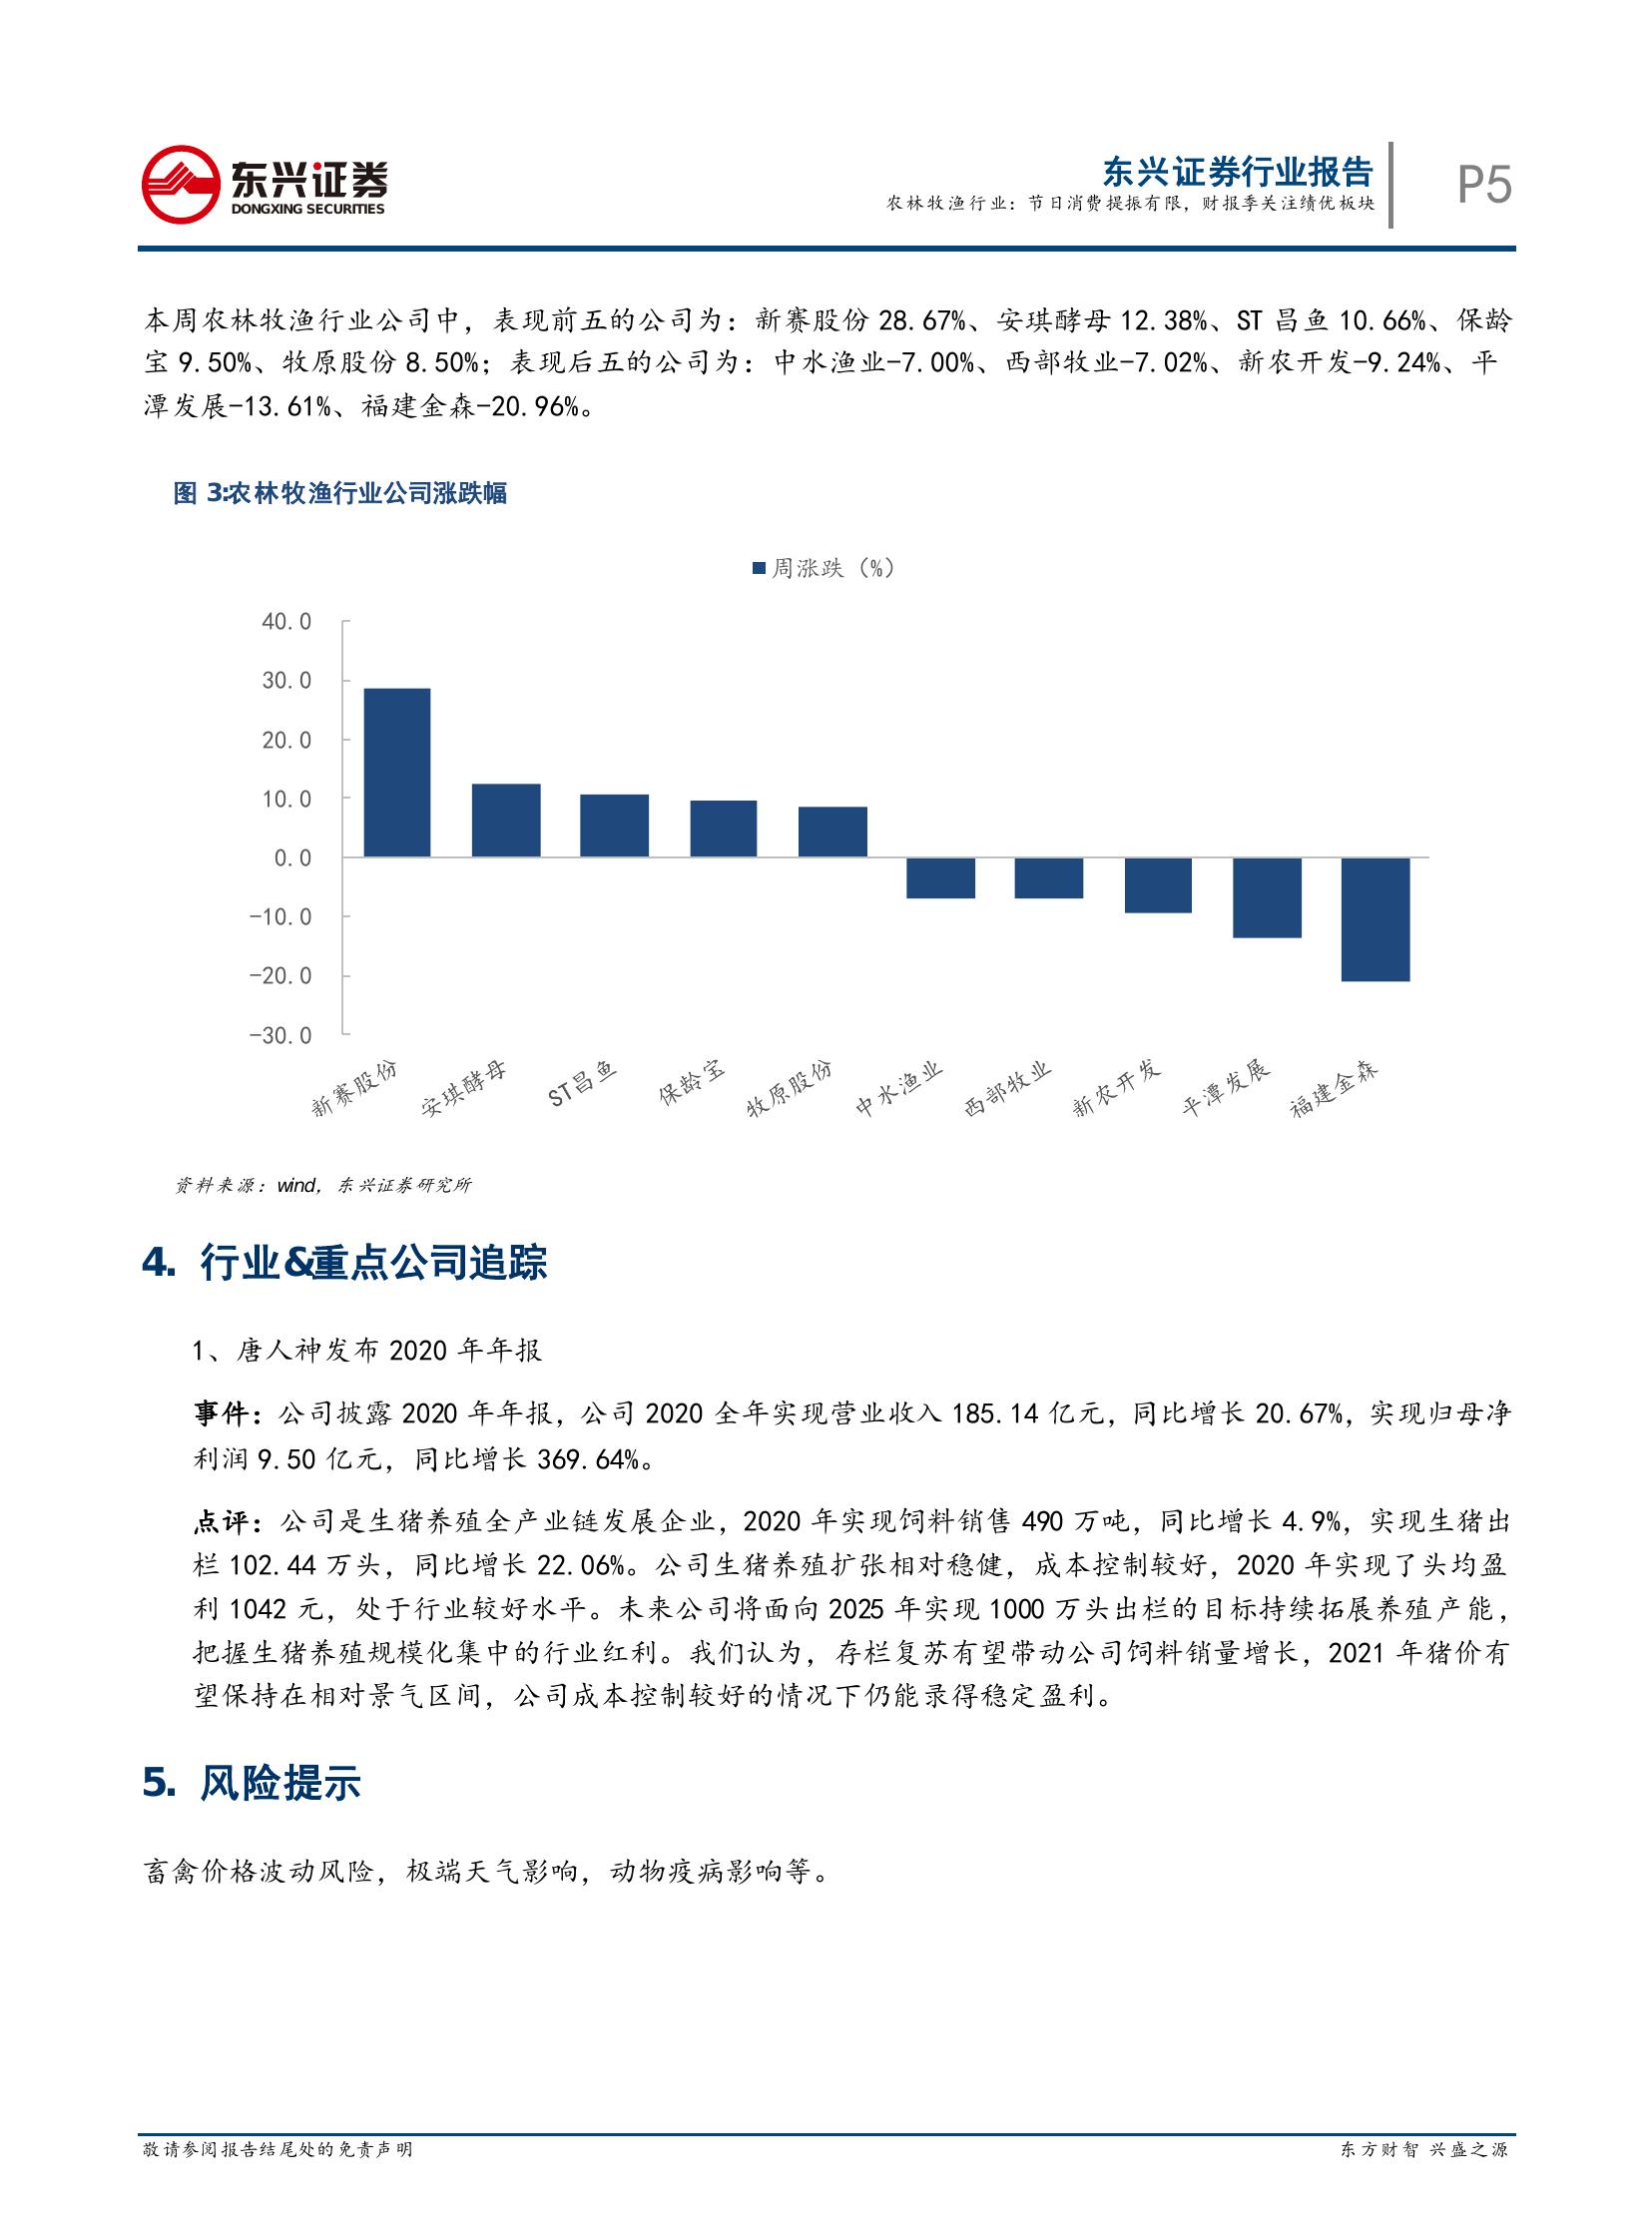 东兴证券
DONGXING SECURITIES
东兴证券行业报告
农林牧渔行业：节日消费提振有限，财报季关注绩优板块
P5
本周农林牧渔行业公司中，表现前五的公司为：新赛股份 28.67%、安琪酵母 12.38%、ST 昌鱼 10.66%、保龄
宝 9.50%、牧原股份 8.50%；表现后五的公司为：中水渔业-7.00%、西部牧业-7.02%、新农开发-9.24%、平
潭发展-13.61%、福建金森-20.96%。
图 3:农林牧渔行业公司涨跌幅
周涨跌（%）
40.0
30.0
20.0
10.0
0.0
-10.0
-20.0
-30.0
新赛股份
安琪酵母
ST昌鱼
保龄宝
牧原股份
中水渔业
西部牧业
新农开发
平潭发展
福建金森
资料来源：wind，东兴证券研究所
4. 行业&重点公司追踪
1、唐人神发布 2020 年年报
事件：公司披露 2020 年年报，公司 2020 全年实现营业收入 185.14 亿元，同比增长 20.67%，实现归母净
利润 9.50 亿元，同比增长 369.64%。
点评：公司是生猪养殖全产业链发展企业，2020 年实现饲料销售 490 万吨，同比增长 4.9%，实现生猪出
栏 102.44 万头，同比增长 22.06%。公司生猪养殖扩张相对稳健，成本控制较好，2020 年实现了头均盈
利 1042 元，处于行业较好水平。未来公司将面向 2025 年实现 1000 万头出栏的目标持续拓展养殖产能，
把握生猪养殖规模化集中的行业红利。我们认为，存栏复苏有望带动公司饲料销量增长，2021 年猪价有
望保持在相对景气区间，公司成本控制较好的情况下仍能录得稳定盈利。
5. 风险提示
畜禽价格波动风险，极端天气影响，动物疫病影响等。
敬请参阅报告结尾处的免责声明
东方财智 兴盛之源